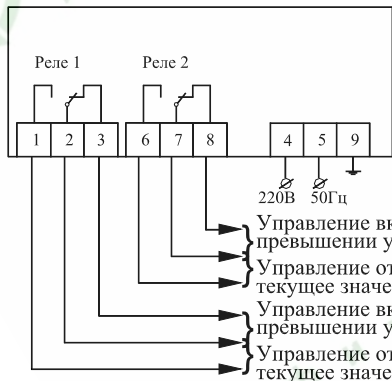 Реле 1 Реле 2
1 2 3 6 7 8 4 5 9
220В 50Гц
Управление вк
превышении у
Управление от
текущее значе
Управление вк
превышении у
Управление от
текущее значе